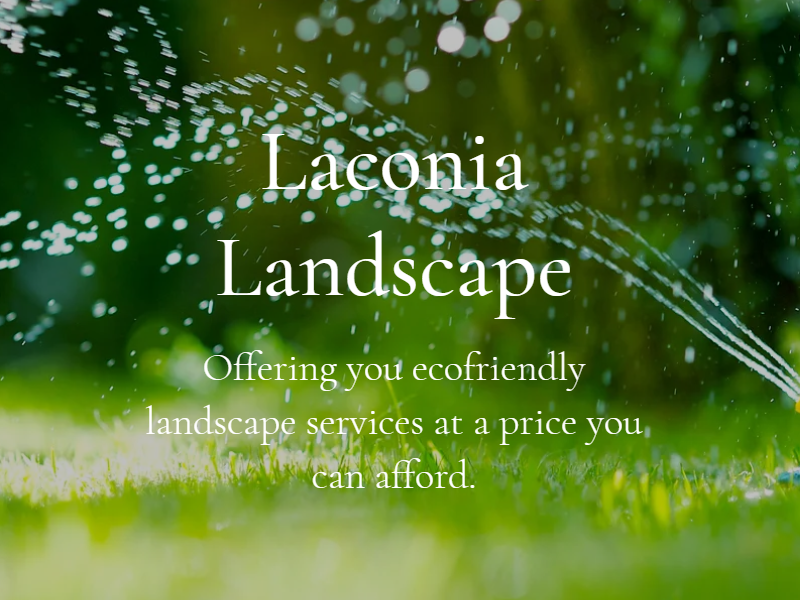 Laconia
Landscape
Offering you ecofriendly
landscape services at a price you
can afford.